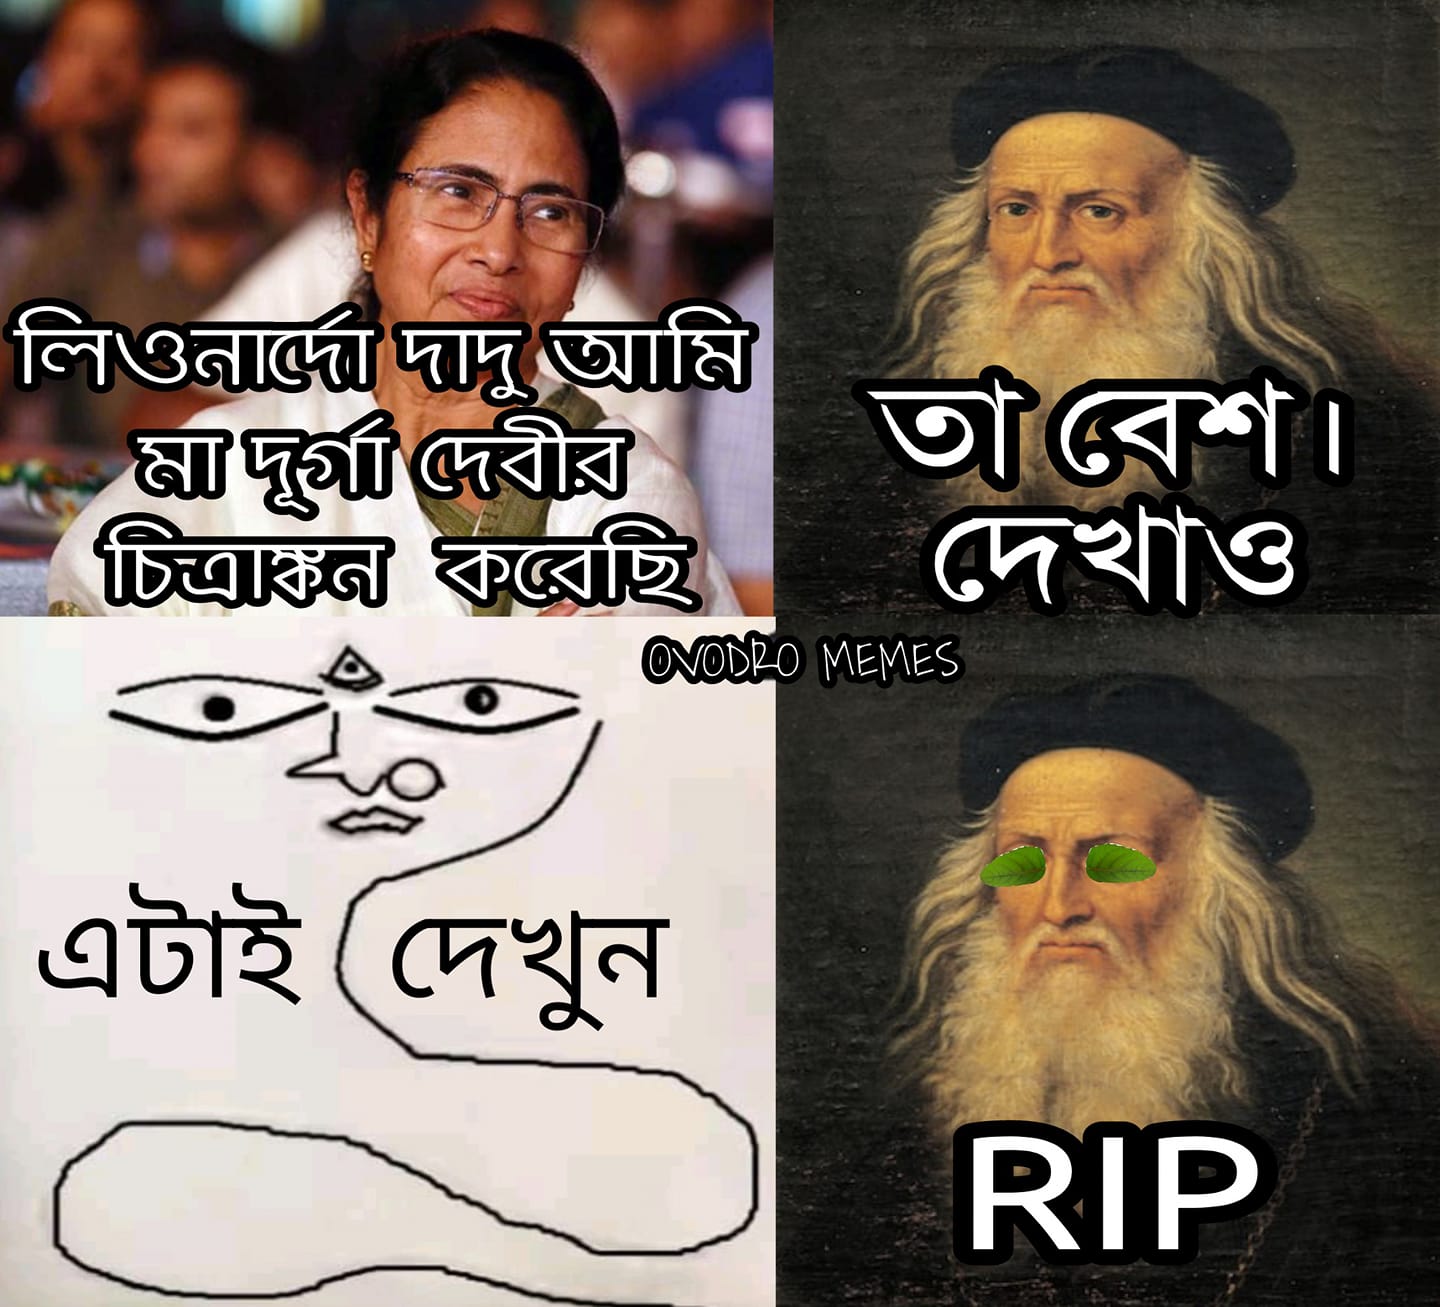 লিওনার্দো দাদু আমি
মা দূর্গা দেবীর
চিত্রাঙ্কন করেছি
তা বেশ।
দেখাও
OVODRO MEMES
এটাই দেখুন
RIP